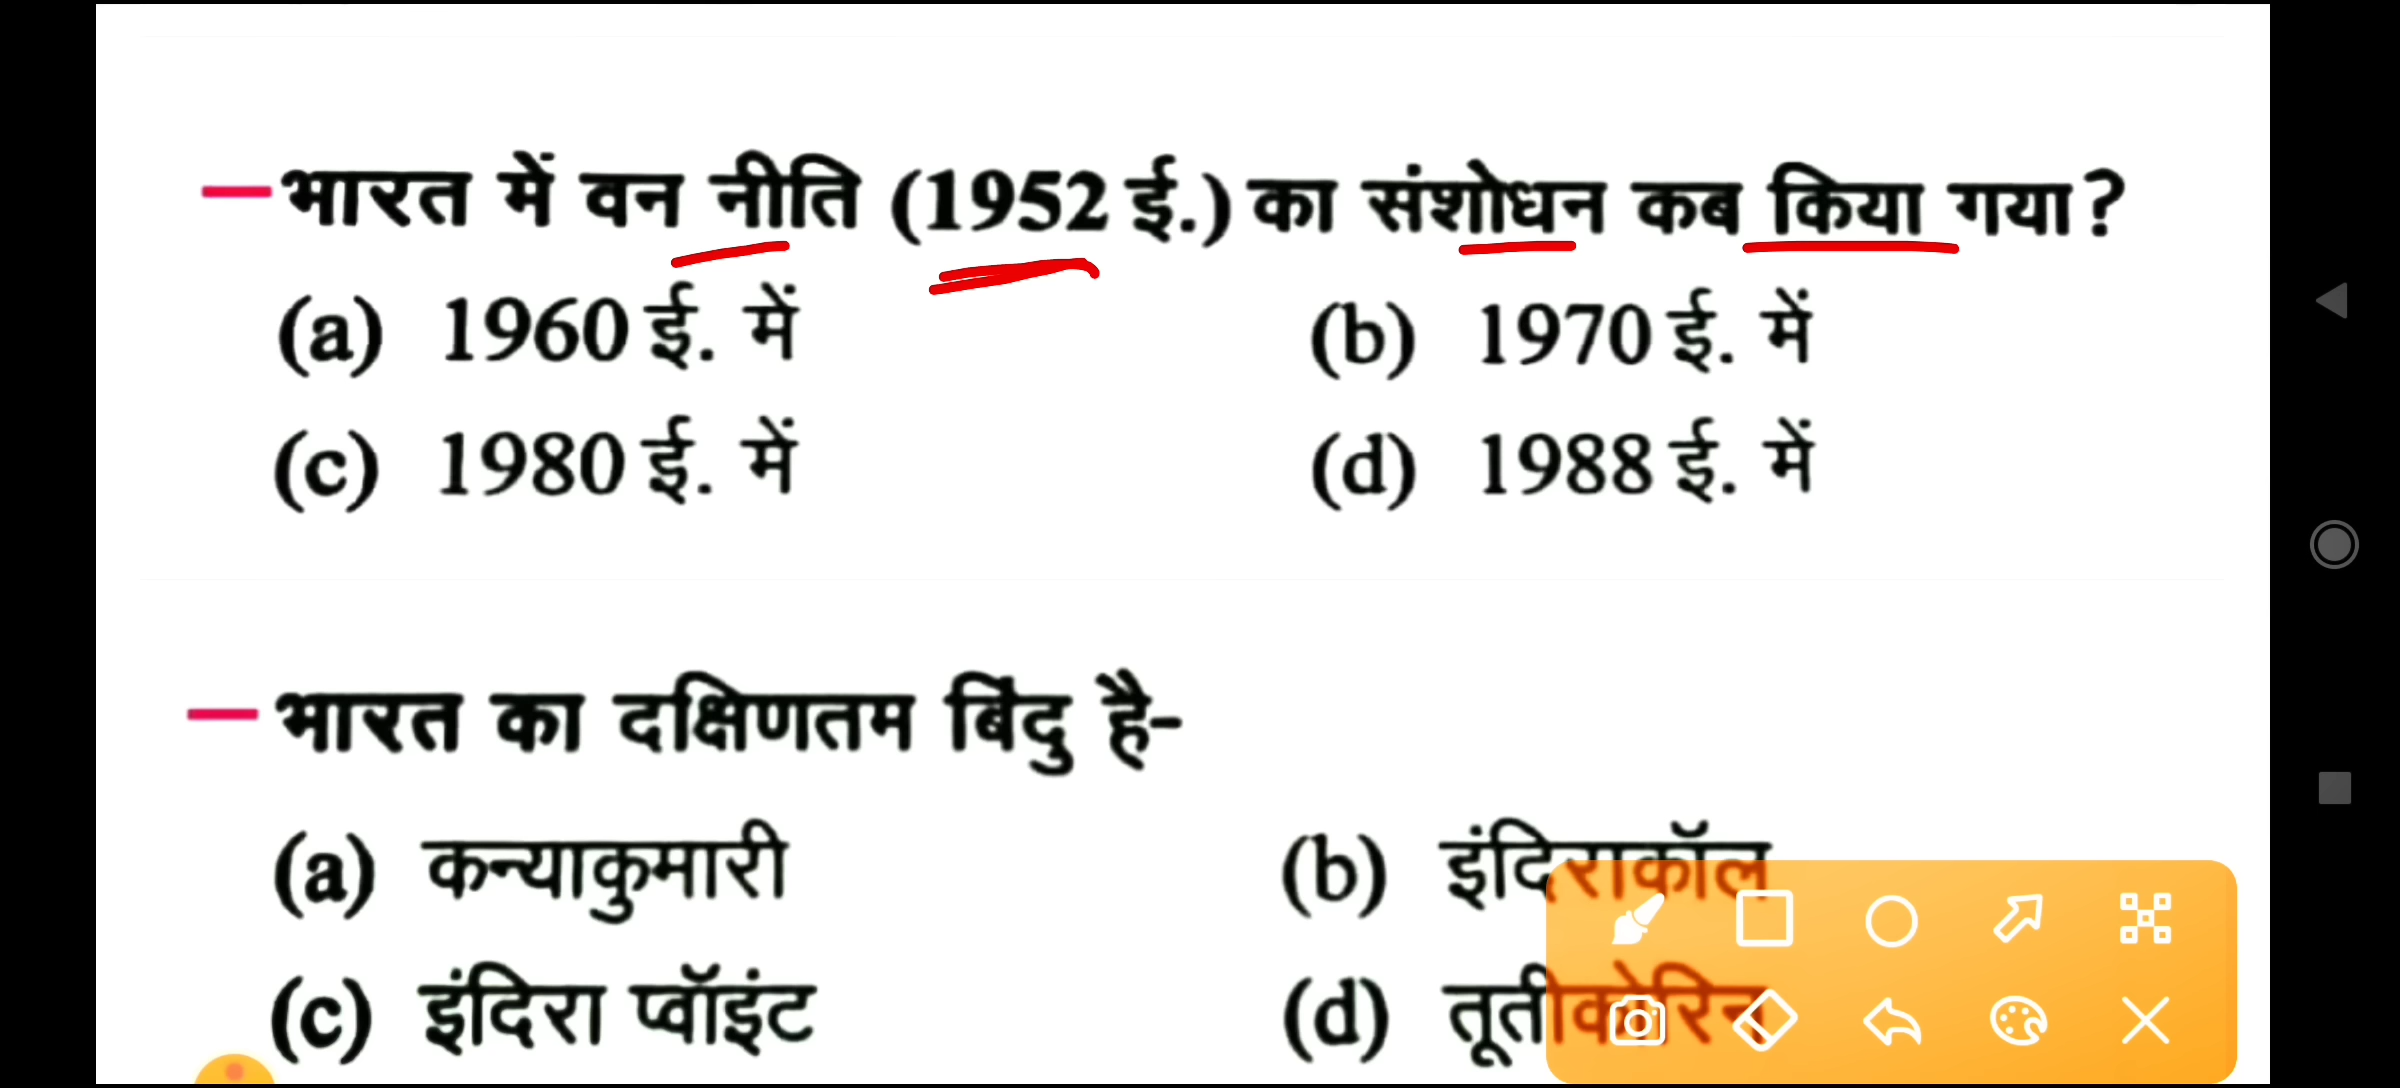 भारत में वन नीति (1952 ई.) का संशोधन कब किया गया?
(a) 1960 ई. में (b) 1970 ई. में
(c) 1980 ई. में (d) 1988 ई. में
भारत का दक्षिणतम बिंदु है-
(a) कन्याकुमारी (b) इंदिराकॉल
(c) इंदिरा प्वॉइंट (d) तूतीकोरिन